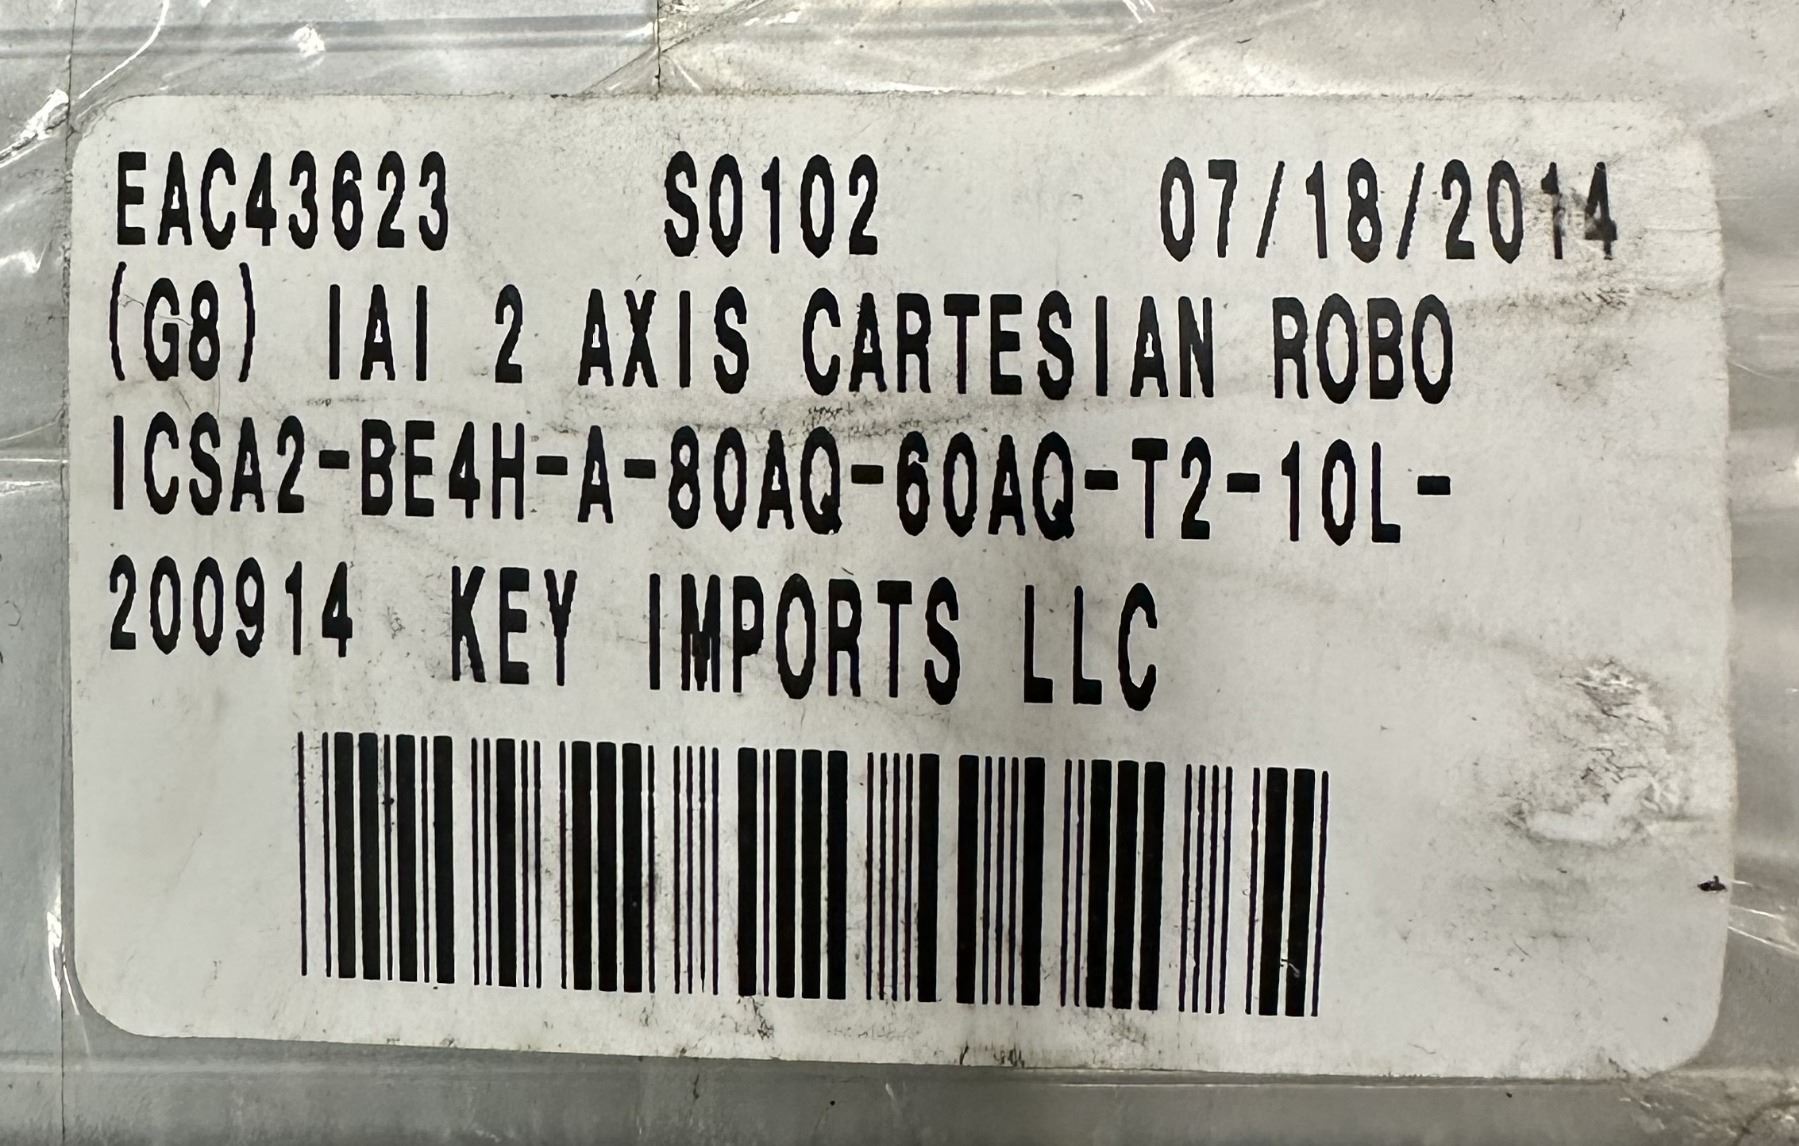 EAC43623 S0102 07/18/2014
(G8) IAI 2 AXIS CARTESIAN ROBO
ICSA2-BE4H-A-80AQ-60AQ-T2-10L-
200914 KEY IMPORTS LLC